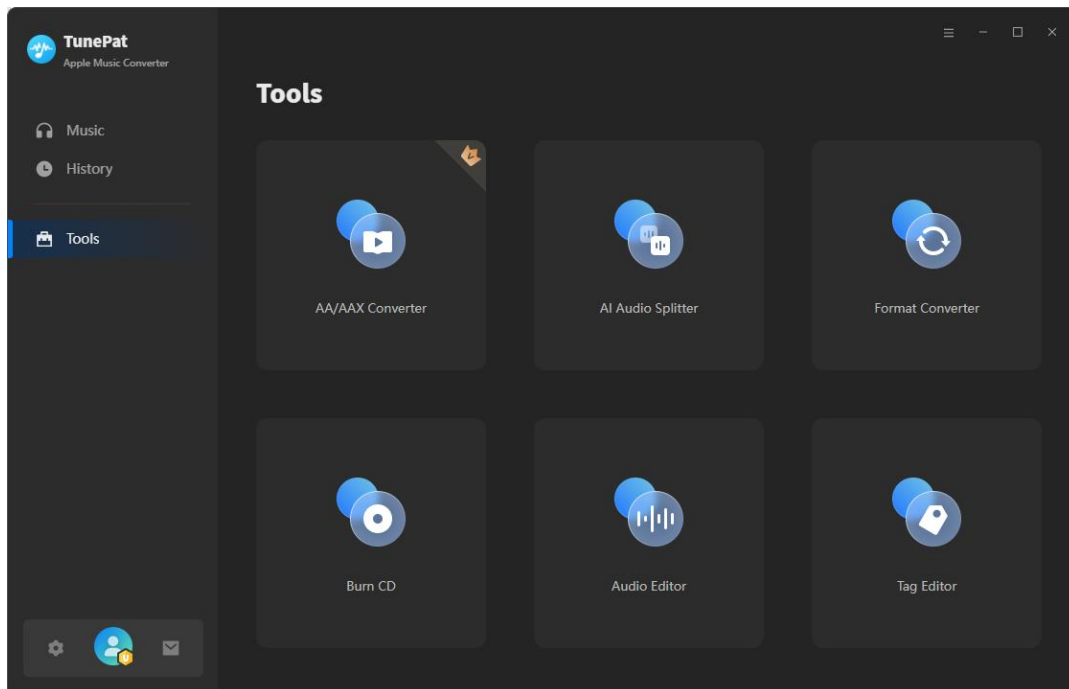 TunePat
Apple Music Converter
Music
History
Tools
Tools
AA/AAX Converter
AI Audio Splitter
Format Converter
Burn CD
Audio Editor
Tag Editor